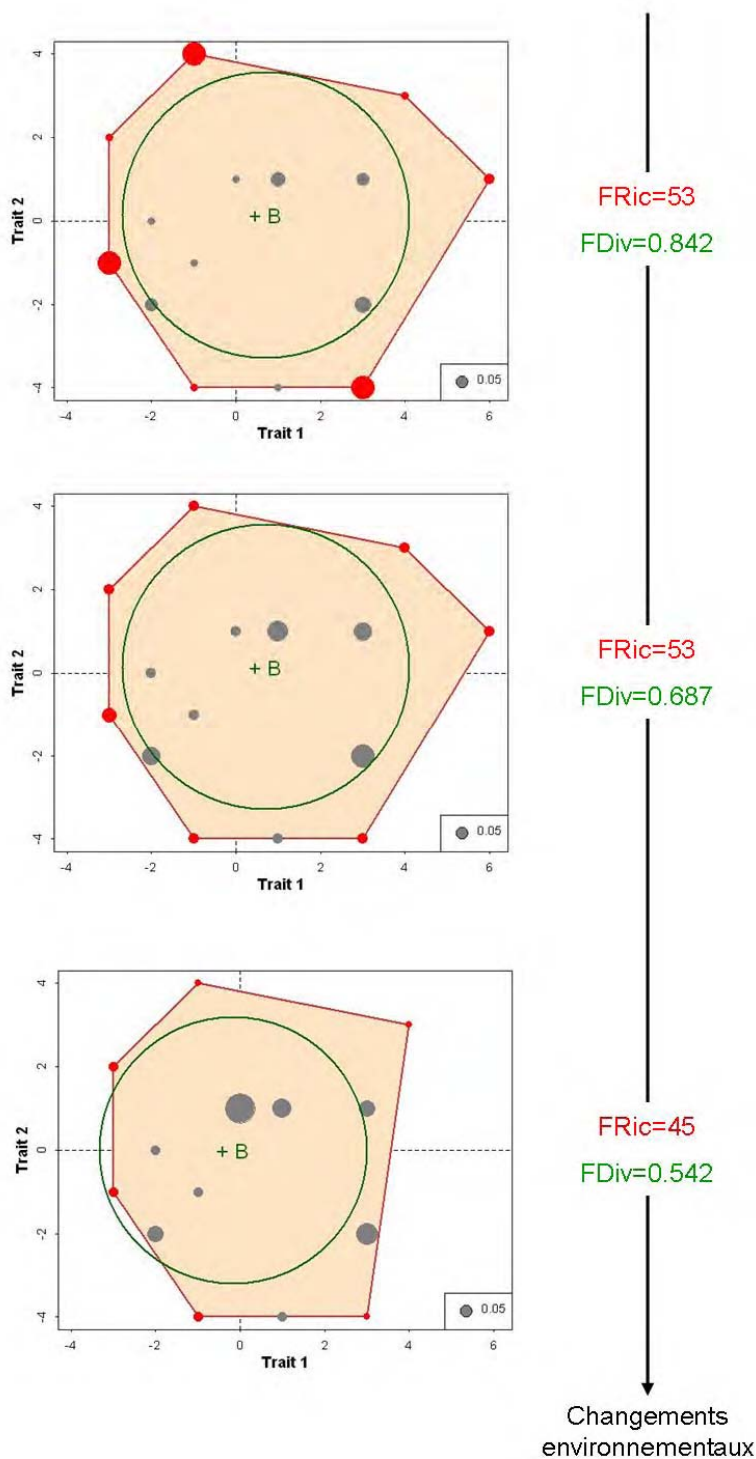 4
2
Trait 2
0
-2
-4
+ B
0.05
-4 -2 0 2 4 6
Trait 1
FRic=53
FDiv=0.842
4
2
Trait 2
0
-2
-4
+ B
0.05
-4 -2 0 2 4 6
Trait 1
FRic=53
FDiv=0.687
4
2
Trait 2
0
-2
-4
+ B
0.05
-4 -2 0 2 4 6
Trait 1
FRic=45
FDiv=0.542
Changements
environnementaux